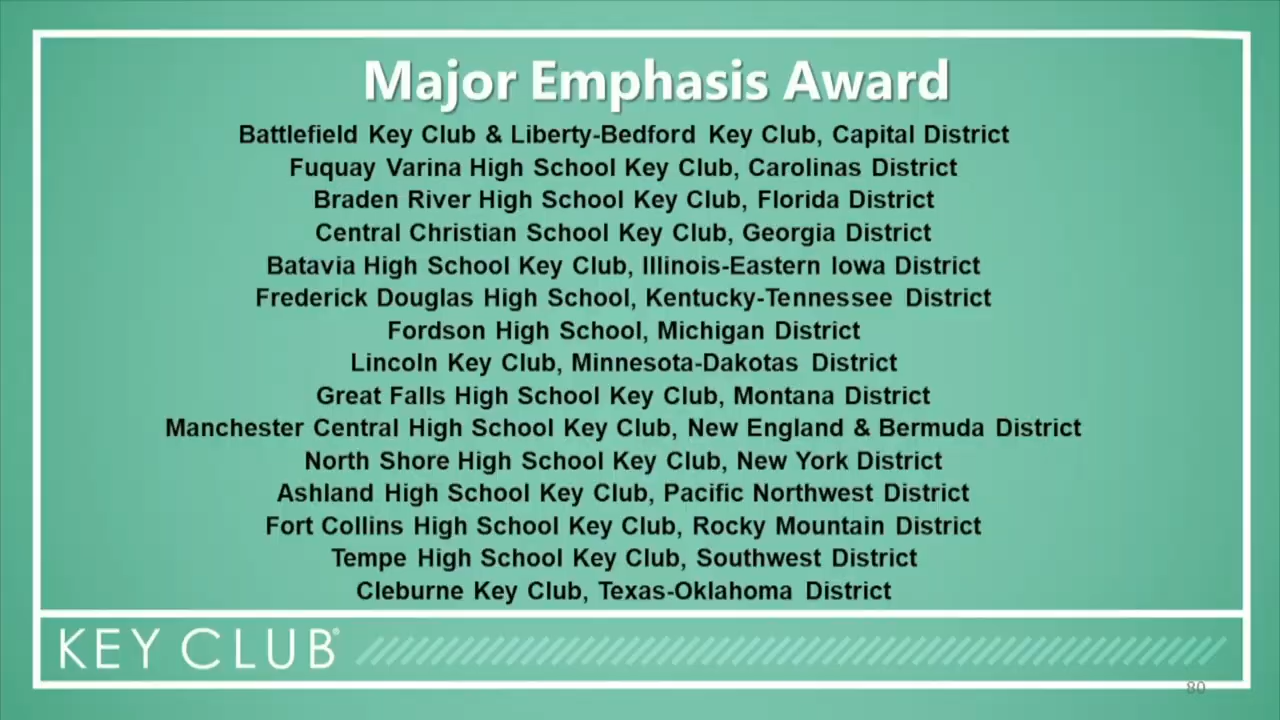 Major Emphasis Award
Battlefield Key Club & Liberty-Bedford Key Club, Capital District
Fuquay Varina High School Key Club, Carolinas District
Braden River High School Key Club, Florida District
Central Christian School Key Club, Georgia District
Batavia High School Key Club, Illinois-Eastern Iowa District
Frederick Douglas High School, Kentucky-Tennessee District
Fordson High School, Michigan District
Lincoln Key Club, Minnesota-Dakotas District
Great Falls High School Key Club, Montana District
Manchester Central High School Key Club, New England & Bermuda District
North Shore High School Key Club, New York District
Ashland High School Key Club, Pacific Northwest District
Fort Collins High School Key Club, Rocky Mountain District
Tempe High School Key Club, Southwest District
Cleburne Key Club, Texas-Oklahoma District
KEY CLUB®
80